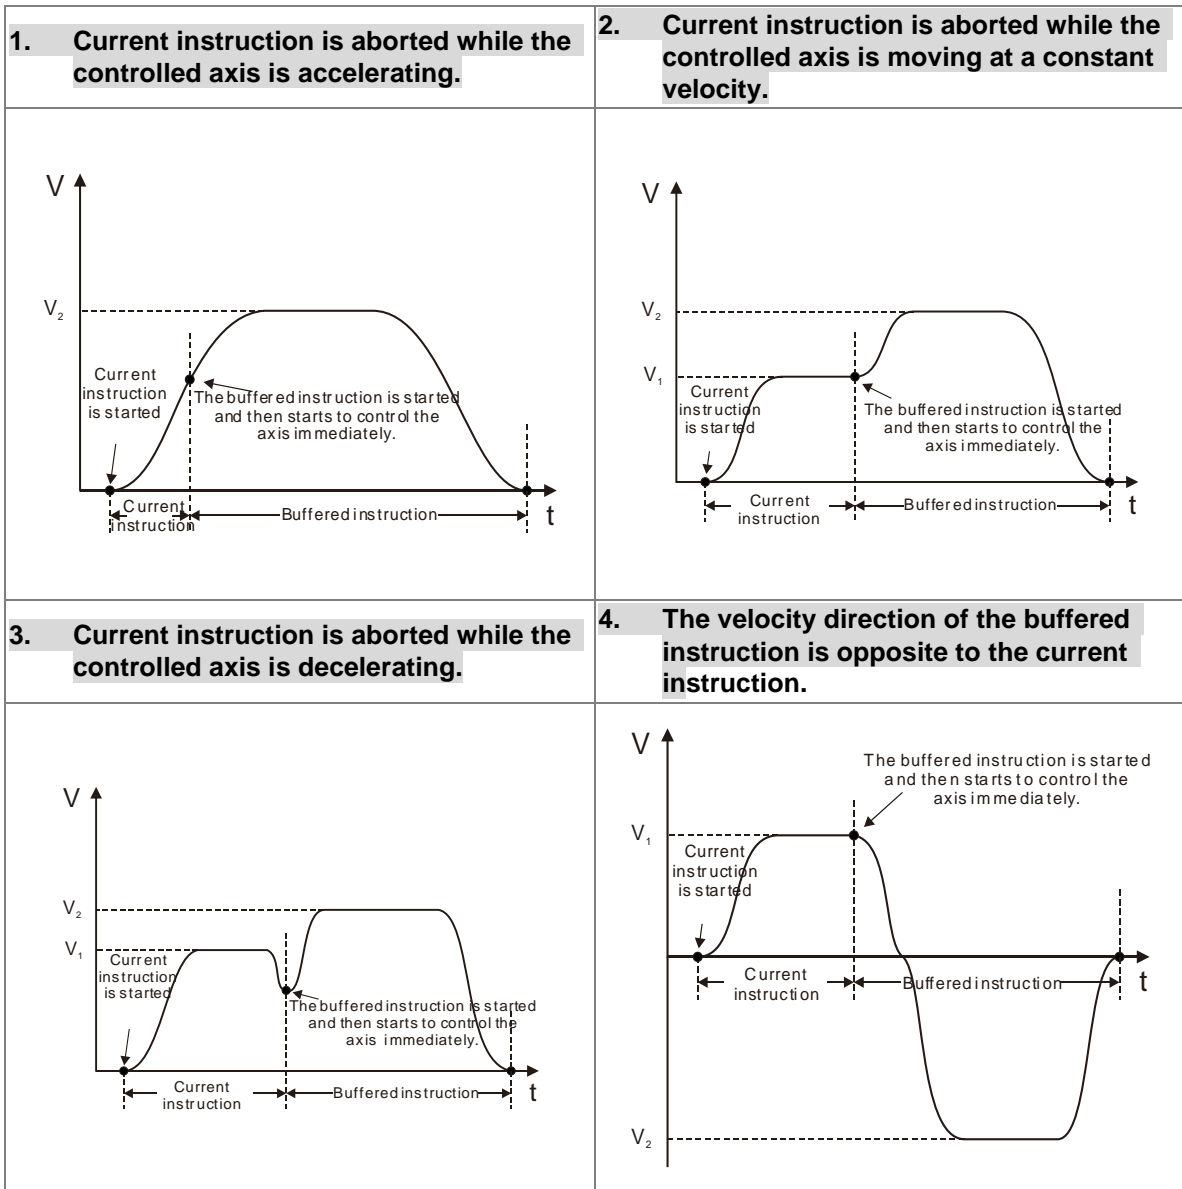 1. Current instruction is aborted while the
controlled axis is accelerating.
2. Current instruction is aborted while the
controlled axis is moving at a constant
velocity.
V
V2
Current
instruction
is started
The buffered instruction is started
and then starts to control the
axis immediately.
Current
instruction
Buffered instruction
t
V
V2
V1
Current
instruction
is started
The buffered instruction is started
and then starts to control the
axis immediately.
Current
instruction
Buffered instruction
t
3. Current instruction is aborted while the
controlled axis is decelerating.
4. The velocity direction of the buffered
instruction is opposite to the current
instruction.
V
V2
V1
Current
instruction
is started
The buffered instruction is started
and then starts to control the
axis immediately.
Current
instruction
Buffered instruction
t
V
The buffered instruction is started
and then starts to control the
axis immediately.
V1
Current
instruction
is started
Current
instruction
Buffered instruction
t
V2